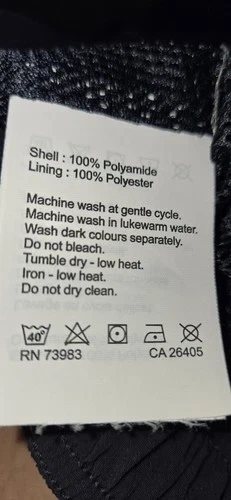 Shell : 100% Polyamide
Lining : 100% Polyester
Machine wash at gentle cycle.
Machine wash in lukewarm water.
Wash dark colours separately.
Do not bleach.
Tumble dry - low heat.
Iron - low heat.
Do not dry clean.
40°
RN 73983 CA 26405